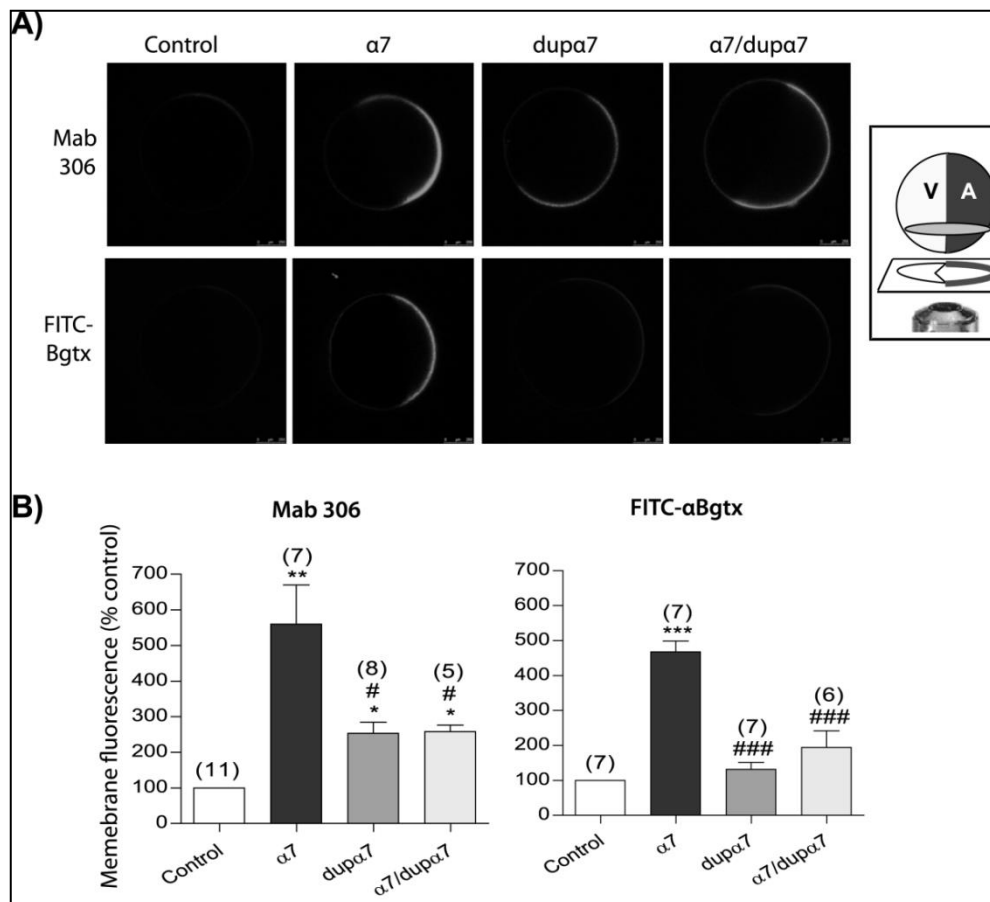 A)
Control
α7
dupα7
α7/dupα7
Mab
306
FITC-
Bgtx
V
A
B)
Mab 306
Memebrane fluorescence (% control)
700
600
500
400
300
200
100
0
(11)
(7)
**
(8)
#
*
(5)
#
*
Control
α7
dupα7
α7/dupα7
FITC-αBgtx
700
600
500
400
300
200
100
0
(7)
(7)
***
(7)
###
(6)
###
Control
α7
dupα7
α7/dupα7